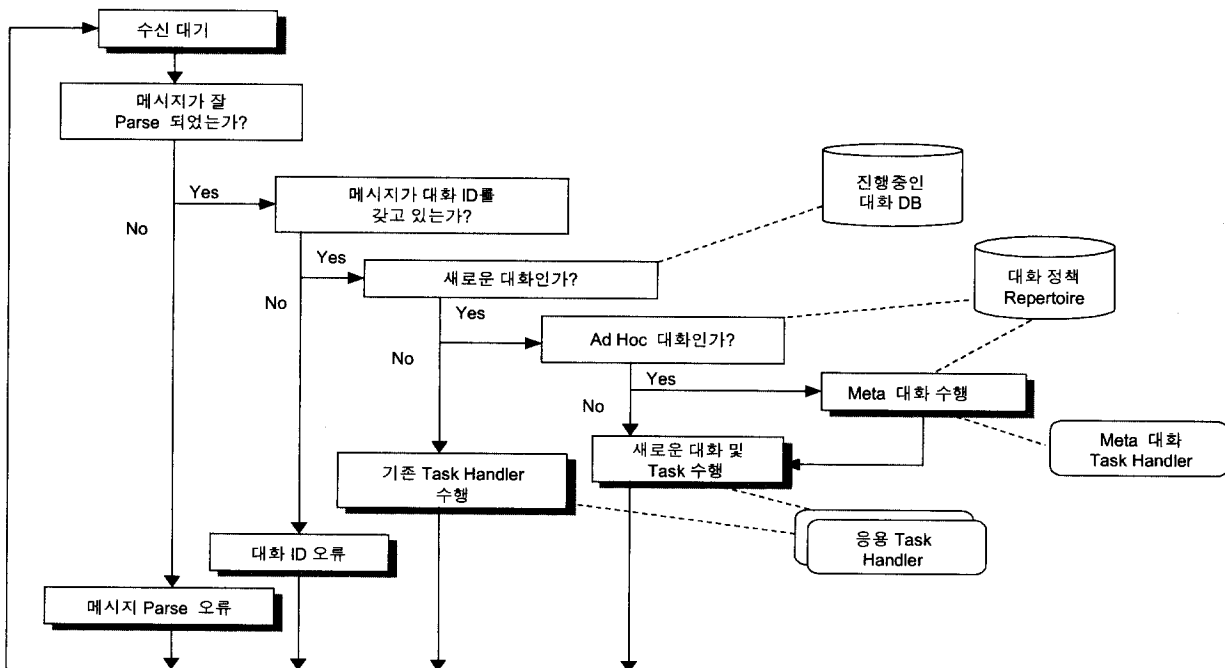 수신 대기
메시지가 잘
Parse 되었는가?
Yes
No
메시지가 대화 ID를
갖고 있는가?
진행중인
대화 DB
Yes
No
새로운 대화인가?
대화 정책
Repertoire
Yes
No
Ad Hoc 대화인가?
Yes
No
Meta 대화 수행
Meta 대화
Task Handler
새로운 대화 및
Task 수행
기존 Task Handler
수행
응용 Task
Handler
대화 ID 오류
메시지 Parse 오류